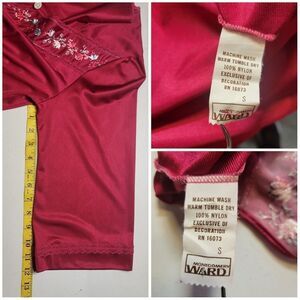 MACHINE WASH
WARM TUMBLE DRY
100% NYLON
EXCLUSIVE OF
DECORATION
RN 16073
S
MONTGOMERY
WARD
MACHINE WASH
WARM TUMBLE DRY
100% NYLON
EXCLUSIVE OF
DECORATION
RN 16073
S
MONTGOMERY
WARD